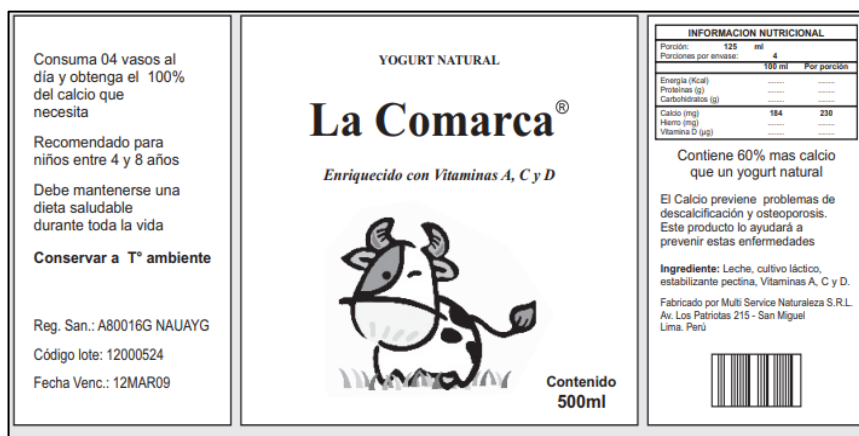 Consuma 04 vasos al
día y obtenga el 100%
del calcio que
necesita
Recomendado para
niños entre 4 y 8 años
Debe mantenerse una
dieta saludable
durante toda la vida
Conservar a T° ambiente
Reg. San.: A80016G NAUAYG
Código lote: 12000524
Fecha Venc.: 12MAR09
YOGURT NATURAL
La Comarca®
Enriquecido con Vitaminas A, C y D
Contenido
500ml
INFORMACION NUTRICIONAL
Porción: 125 ml
Porciones por envase: 4
100 ml Por porción
Energía (Kcal) ........ ........
Proteínas (g) ........ ........
Carbohidratos (g) ........ ........
Calcio (mg) 184 230
Hierro (mg) ........ ........
Vitamina D (µg) ........ ........
Contiene 60% mas calcio
que un yogurt natural
El Calcio previene problemas de
descalcificación y osteoporosis.
Este producto lo ayudará a
prevenir estas enfermedades
Ingrediente: Leche, cultivo láctico,
estabilizante pectina, Vitaminas A, C y D.
Fabricado por Multi Service Naturaleza S.R.L.
Av. Los Patriotas 215 - San Miguel
Lima. Perú